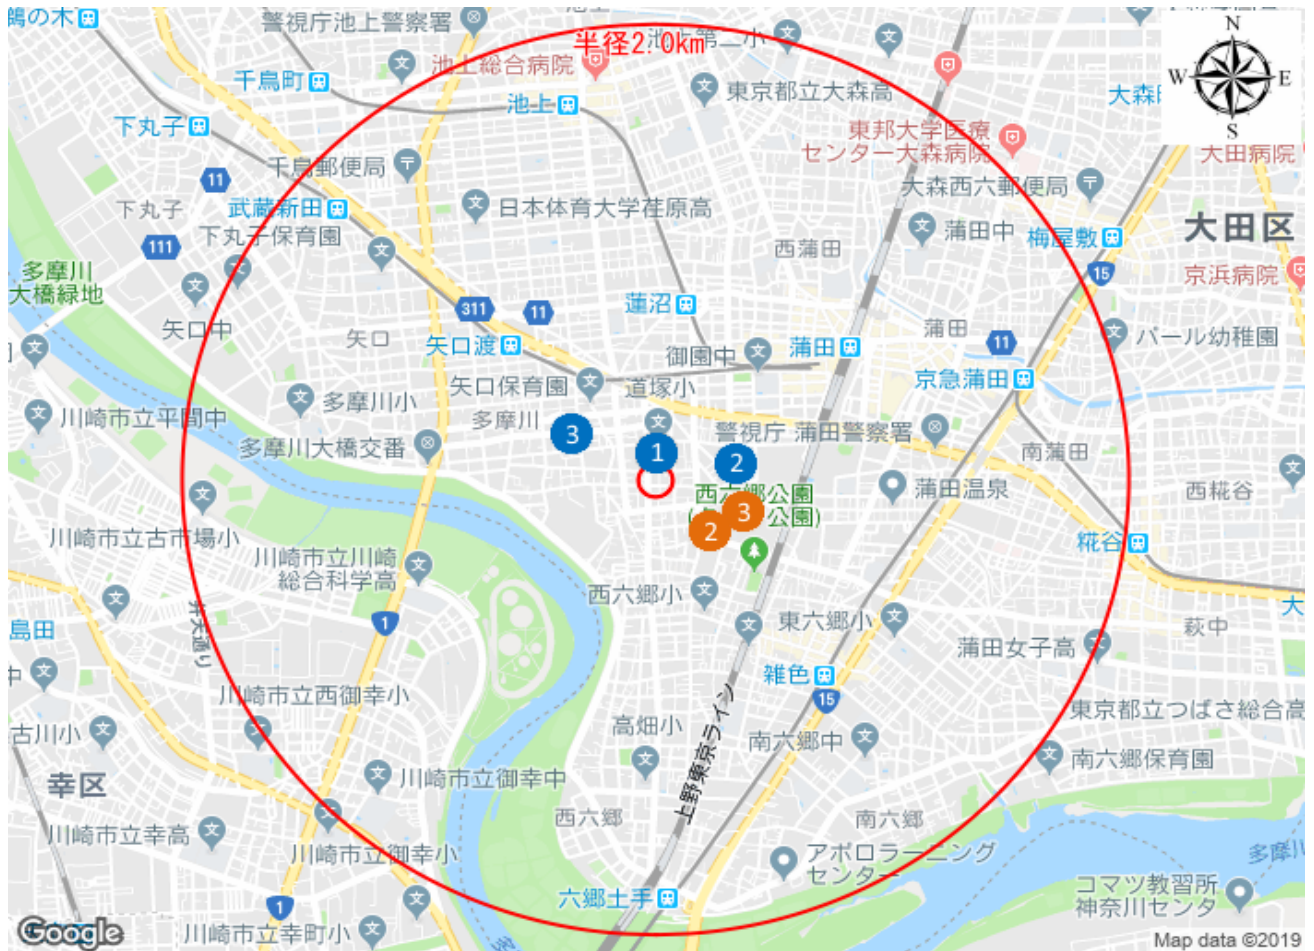 鵜の木
警視庁池上警察署
半径2.0km
池上第二小
N
W
E
S
千鳥町
池上総合病院
池上
東京都立大森高
下丸子
東邦大学医療
センター大森病院
大田病院
千鳥郵便局
11
大森西六郵便局
下丸子
武蔵新田
日本体育大学荏原高
蒲田中
大田区
111
下丸子保育園
西蒲田
梅屋敷
15
京浜病院
多摩川
大橋緑地
蓮沼
矢口中
矢口
311
11
矢口渡
御園中
蒲田
蒲田
11
パール幼稚園
矢口保育園
道塚小
京急蒲田
川崎市立平間中
多摩川小
多摩川
3
1
2
警視庁 蒲田警察署
多摩川大橋交番
南蒲田
西糀谷
西六郷公園
公園)
3
2
蒲田温泉
川崎市立古市場小
川崎市立川崎
総合科学高
糀谷
西六郷小
東六郷小
萩中
蒲田女子高
1
雑色
川崎市立西御幸小
15
古川小
高畑小
上野東京ライン
南六郷中
東京都立つばさ総合高
南六郷保育園
幸区
川崎市立御幸中
西六郷
南六郷
川崎市立幸高
川崎市立御幸小
アポロラーニング
センター
六郷土手
コマツ教習所
神奈川センタ
1
Google
川崎市立幸町小
Map data ©2019